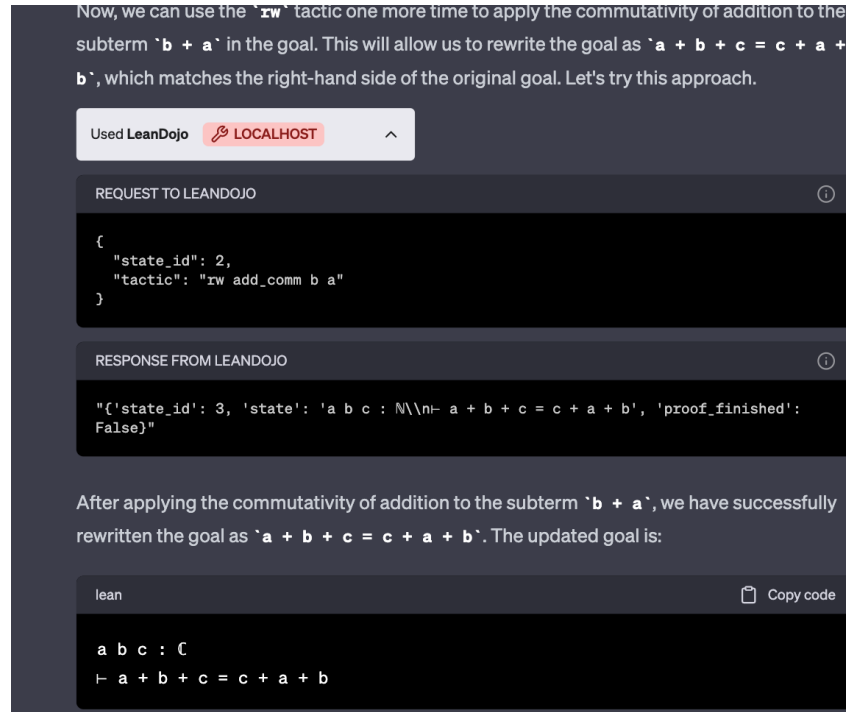 Now, we can use the `rw` tactic one more time to apply the commutativity of addition to the
subterm `b + a` in the goal. This will allow us to rewrite the goal as `a + b + c = c + a +
b`, which matches the right-hand side of the original goal. Let's try this approach.
Used LeanDojo LOCALHOST
REQUEST TO LEANDOJO
{
  "state_id": 2,
  "tactic": "rw add_comm b a"
}
RESPONSE FROM LEANDOJO
"{'state_id': 3, 'state': 'a b c : ℕ\\n⊢ a + b + c = c + a + b', 'proof_finished':
False}"
After applying the commutativity of addition to the subterm `b + a`, we have successfully
rewritten the goal as `a + b + c = c + a + b`. The updated goal is:
lean Copy code
a b c : ℂ
⊢ a + b + c = c + a + b